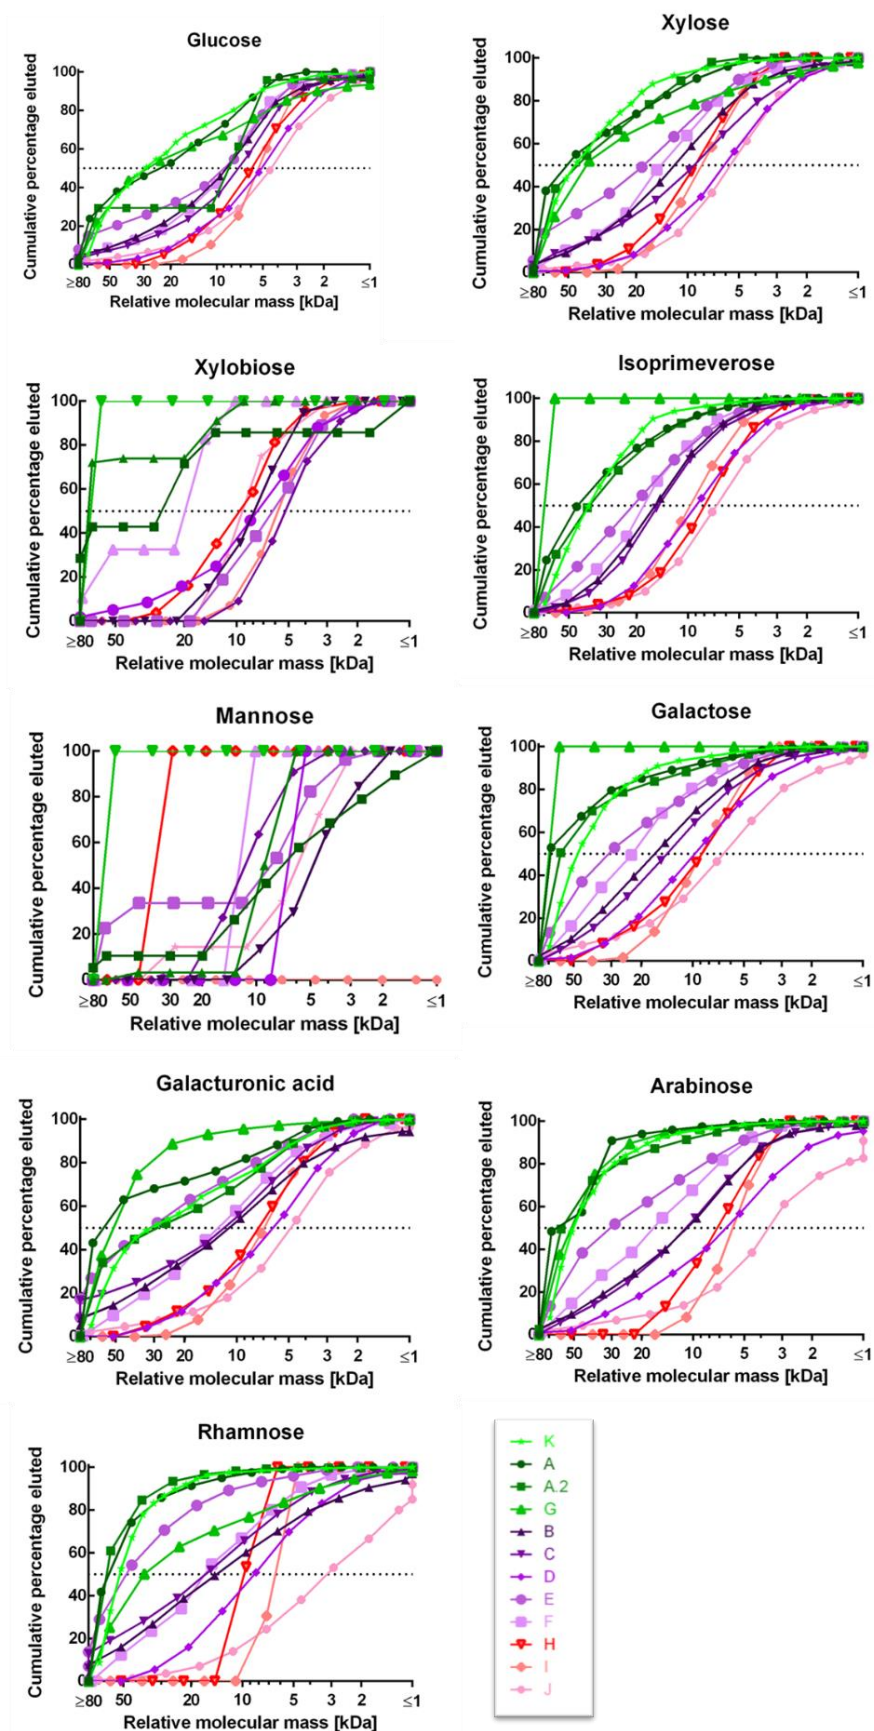 Glucose
Cumulative percentage eluted
100
80
60
40
20
0
≥80 50 30 20 10 5 3 2 ≤1
Relative molecular mass [kDa]
Xylose
Cumulative percentage eluted
100
80
60
40
20
0
≥80 50 30 20 10 5 3 2 ≤1
Relative molecular mass [kDa]
Xylobiose
Cumulative percentage eluted
100
80
60
40
20
0
≥80 50 30 20 10 5 3 2 ≤1
Relative molecular mass [kDa]
Isoprimeverose
Cumulative percentage eluted
100
80
60
40
20
0
≥80 50 30 20 10 5 3 2 ≤1
Relative molecular mass [kDa]
Mannose
Cumulative percentage eluted
100
80
60
40
20
0
≥80 50 30 20 10 5 3 2 ≤1
Relative molecular mass [kDa]
Galactose
Cumulative percentage eluted
100
80
60
40
20
0
≥80 50 30 20 10 5 3 2 ≤1
Relative molecular mass [kDa]
Galacturonic acid
Cumulative percentage eluted
100
80
60
40
20
0
≥80 50 30 20 10 5 3 2 ≤1
Relative molecular mass [kDa]
Arabinose
Cumulative percentage eluted
100
80
60
40
20
0
≥80 50 30 20 10 5 3 2 ≤1
Relative molecular mass [kDa]
Rhamnose
Cumulative percentage eluted
100
80
60
40
20
0
≥80 50 20 10 5 3 2 ≤1
Relative molecular mass [kDa]
K
A
A.2
G
B
C
D
E
F
H
I
J